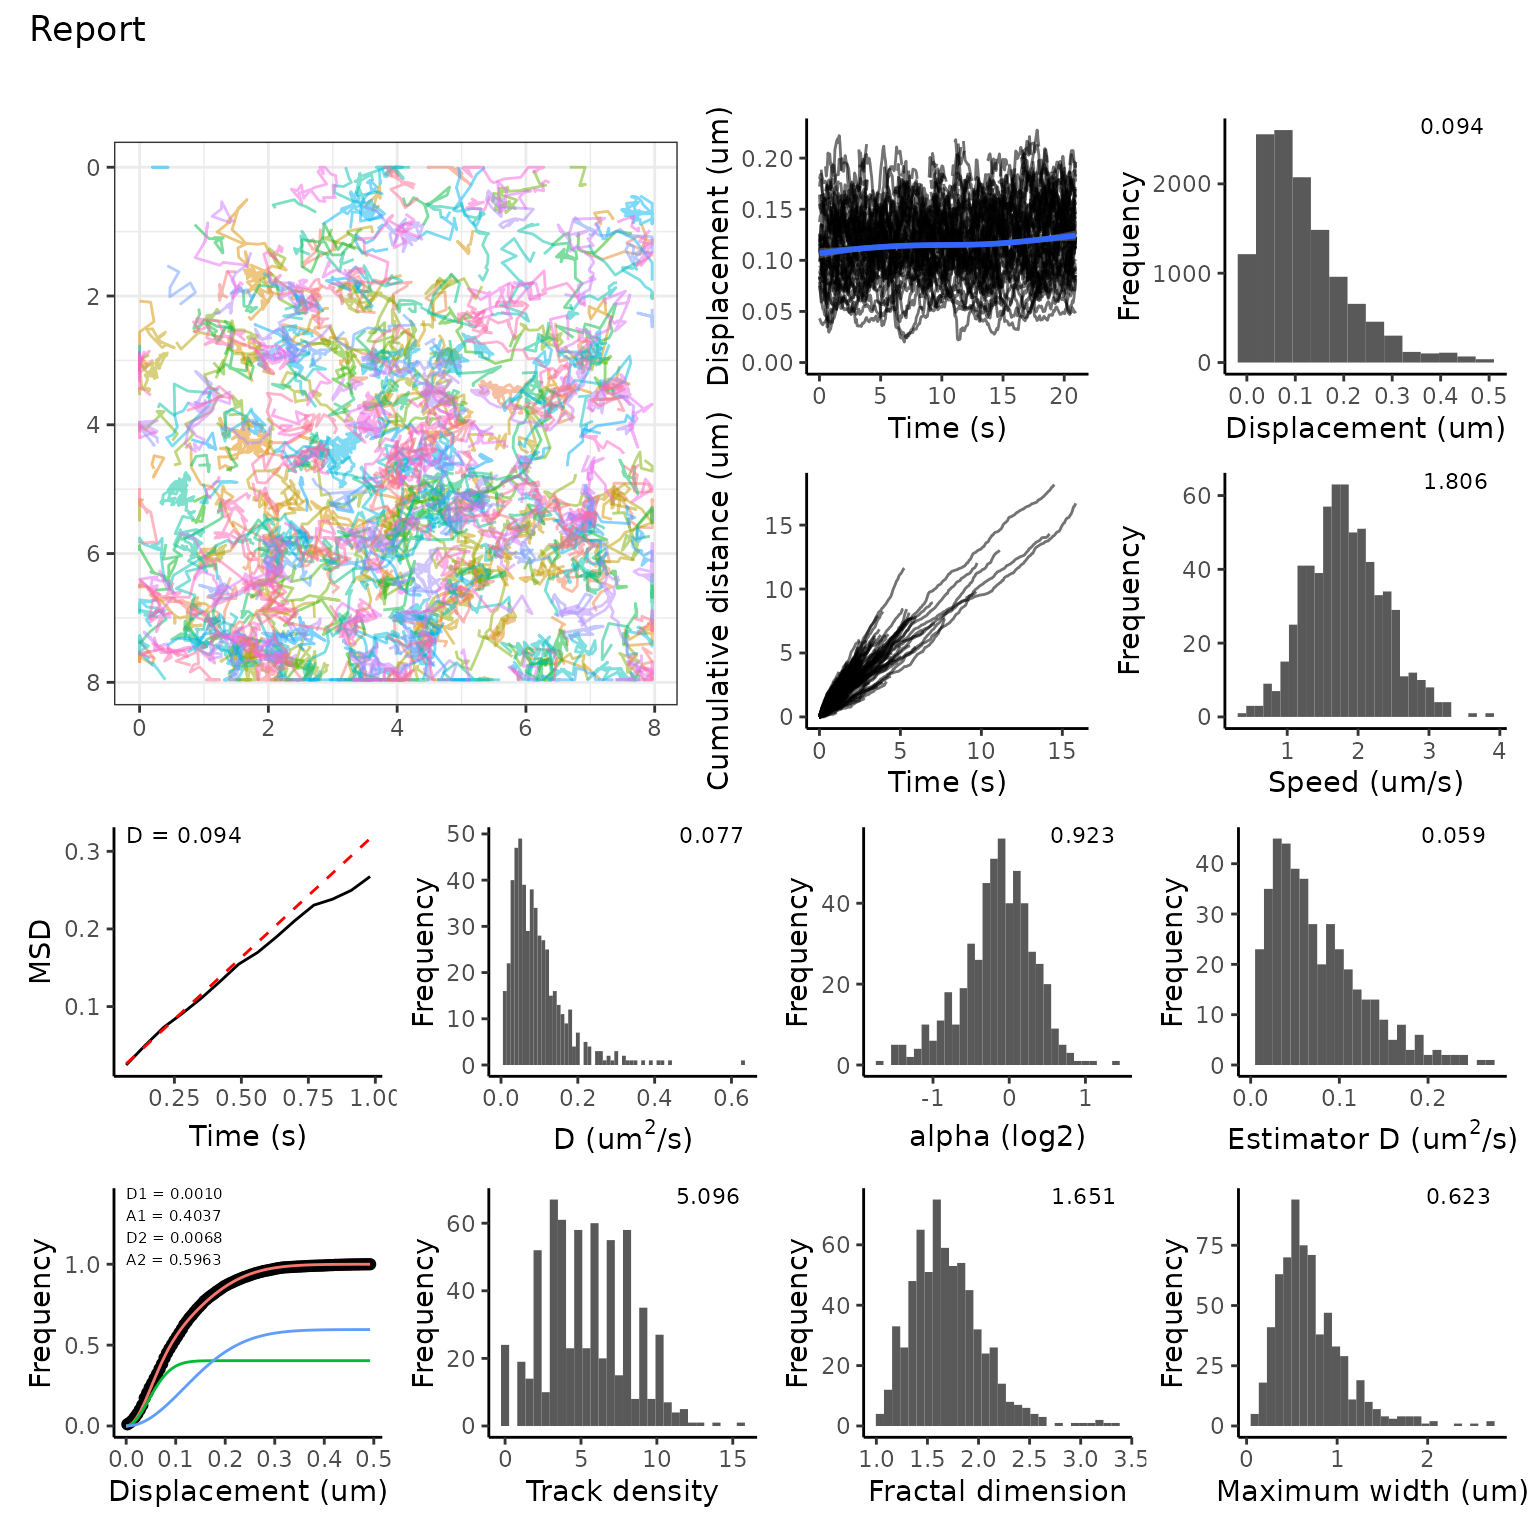 Report
0
2
4
6
8
0 2 4 6 8
Displacement (um)
0.20
0.15
0.10
0.05
0.00
0 5 10 15 20
Time (s)
0.094
Frequency
2000
1000
0
0.0 0.1 0.2 0.3 0.4 0.5
Displacement (um)
Cumulative distance (um)
15
10
5
0
0 5 10 15
Time (s)
1.806
Frequency
60
40
20
0
1 2 3 4
Speed (um/s)
D = 0.094
MSD
0.3
0.2
0.1
0.25 0.50 0.75 1.00
Time (s)
0.077
Frequency
50
40
30
20
10
0
0.0 0.2 0.4 0.6
D (um²/s)
0.923
Frequency
40
20
0
-1 0 1
alpha (log2)
0.059
Frequency
40
30
20
10
0
0.0 0.1 0.2
Estimator D (um²/s)
D1 = 0.0010
A1 = 0.4037
D2 = 0.0068
A2 = 0.5963
Frequency
1.0
0.5
0.0
0.0 0.1 0.2 0.3 0.4 0.5
Displacement (um)
5.096
Frequency
60
40
20
0
0 5 10 15
Track density
1.651
Frequency
60
40
20
0
1.0 1.5 2.0 2.5 3.0 3.5
Fractal dimension
0.623
Frequency
75
50
25
0
0 1 2
Maximum width (um)